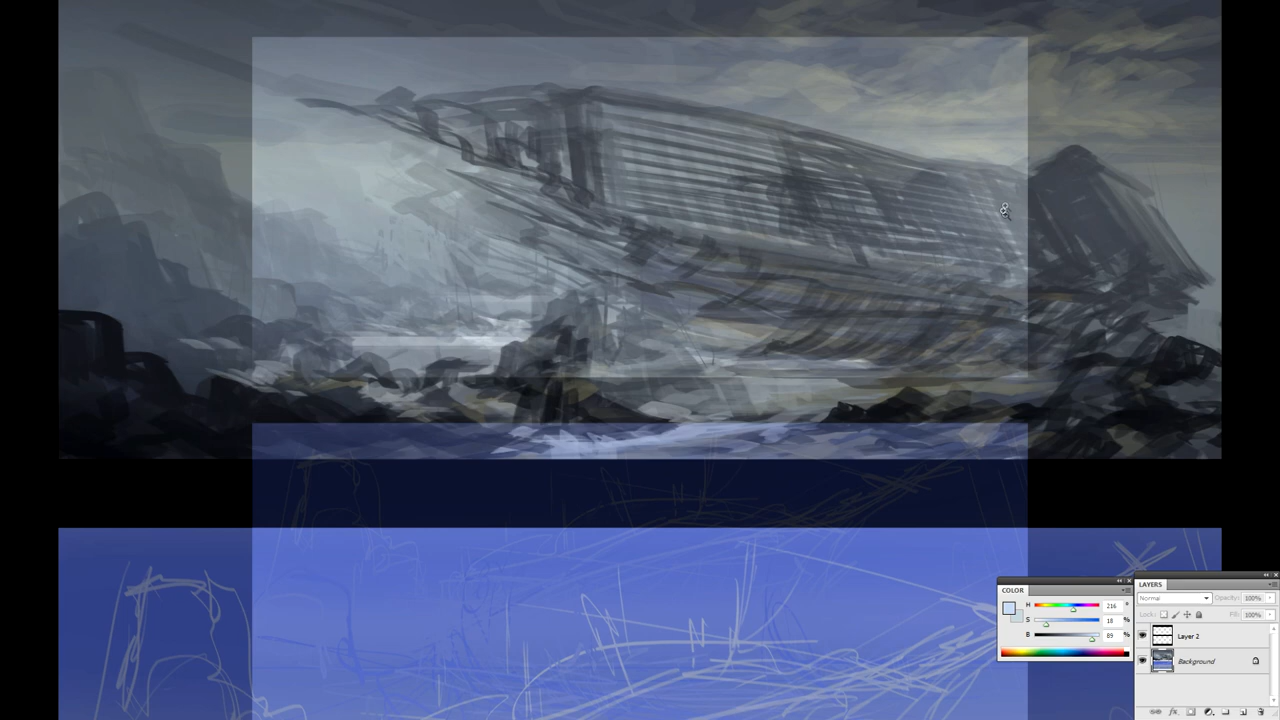 COLOR
H 216 °
S 18 %
B 89 %
LAYERS
Normal Opacity: 100%
Lock: Fill: 100%
Layer 2
Background